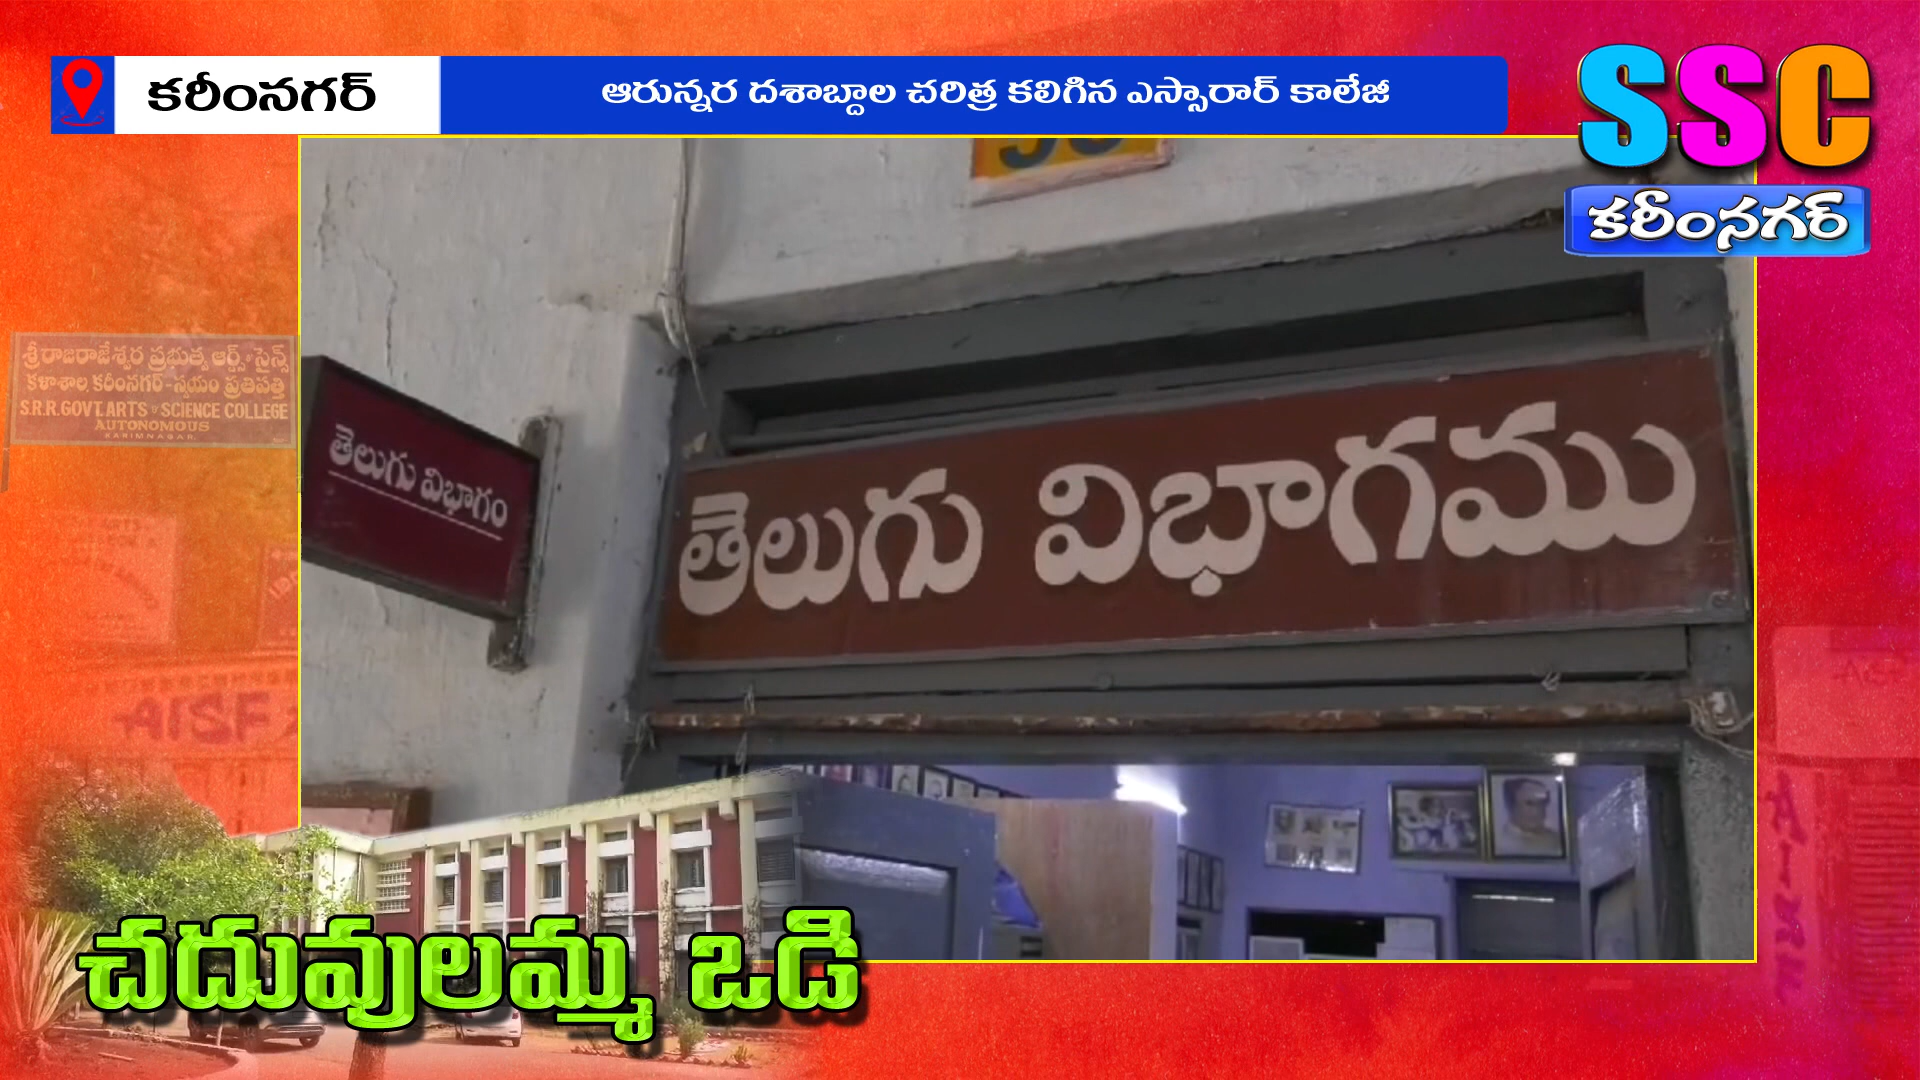 కరీంనగర్
ఆరున్నర దశాబ్దాల చరిత్ర కలిగిన ఎస్సారార్ కాలేజీ
SSC
కరీంనగర్
శ్రీ రాజరాజేశ్వర ప్రభుత్వ ఆర్ట్స్ & సైన్స్
కళాశాల, కరీంనగర్-స్వయం ప్రతిపత్తి
S.R.R.GOVT.ARTS & SCIENCE COLLEGE
AUTONOMOUS
KARIMNAGAR.
తెలుగు విభాగం
తెలుగు విభాగము
AISF
చదువులమ్మ ఒడి